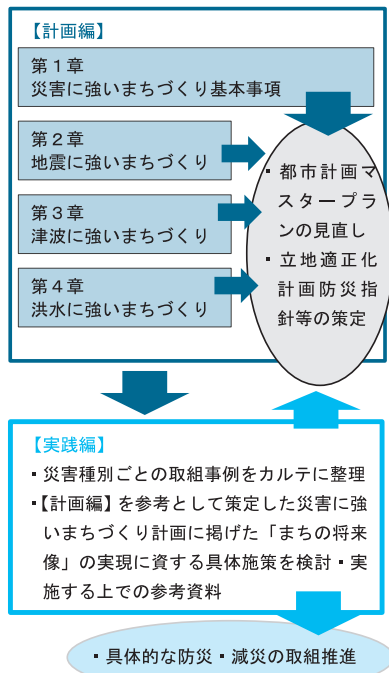 【計画編】
第1章
災害に強いまちづくり基本事項
第2章
地震に強いまちづくり
第3章
津波に強いまちづくり
第4章
洪水に強いまちづくり
・都市計画マ
スタープラ
ンの見直し
・立地適正化
計画防災指
針等の策定
【実践編】
・災害種別ごとの取組事例をカルテに整理
・【計画編】を参考として策定した災害に強
いまちづくり計画に掲げた「まちの将来
像」の実現に資する具体施策を検討・実
施する上での参考資料
・具体的な防災・減災の取組推進